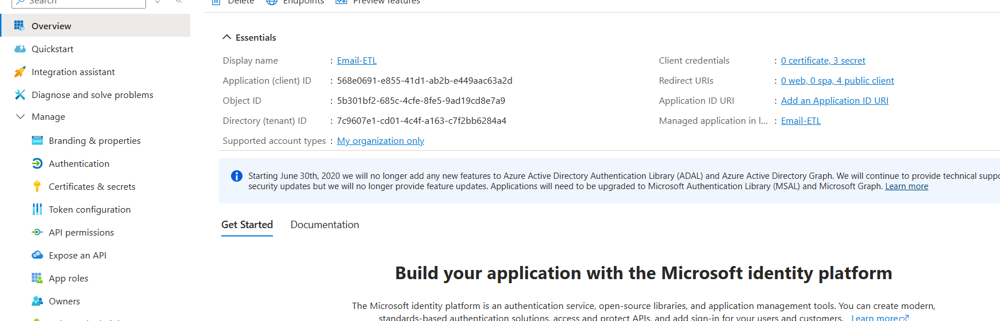 Search
Delete
Endpoints
Preview features
Overview
Quickstart
Integration assistant
Diagnose and solve problems
Manage
Branding & properties
Authentication
Certificates & secrets
Token configuration
API permissions
Expose an API
App roles
Owners
Essentials
Display name : Email-ETL
Application (client) ID : 568e0691-e855-41d1-ab2b-e449aac63a2d
Object ID : 5b301bf2-685c-4cfe-8fe5-9ad19cd8e7a9
Directory (tenant) ID : 7c9607e1-cd01-4c4f-a163-c7f2bb6284a4
Supported account types : My organization only
Client credentials : 0 certificate, 3 secret
Redirect URIs : 0 web, 0 spa, 4 public client
Application ID URI : Add an Application ID URI
Managed application in l... : Email-ETL
Starting June 30th, 2020 we will no longer add any new features to Azure Active Directory Authentication Library (ADAL) and Azure Active Directory Graph. We will continue to provide technical suppo
security updates but we will no longer provide feature updates. Applications will need to be upgraded to Microsoft Authentication Library (MSAL) and Microsoft Graph. Learn more
Get Started
Documentation
Build your application with the Microsoft identity platform
The Microsoft identity platform is an authentication service, open-source libraries, and application management tools. You can create modern,
standards-based authentication solutions, access and protect APIs, and add sign-in for your users and customers. Learn more